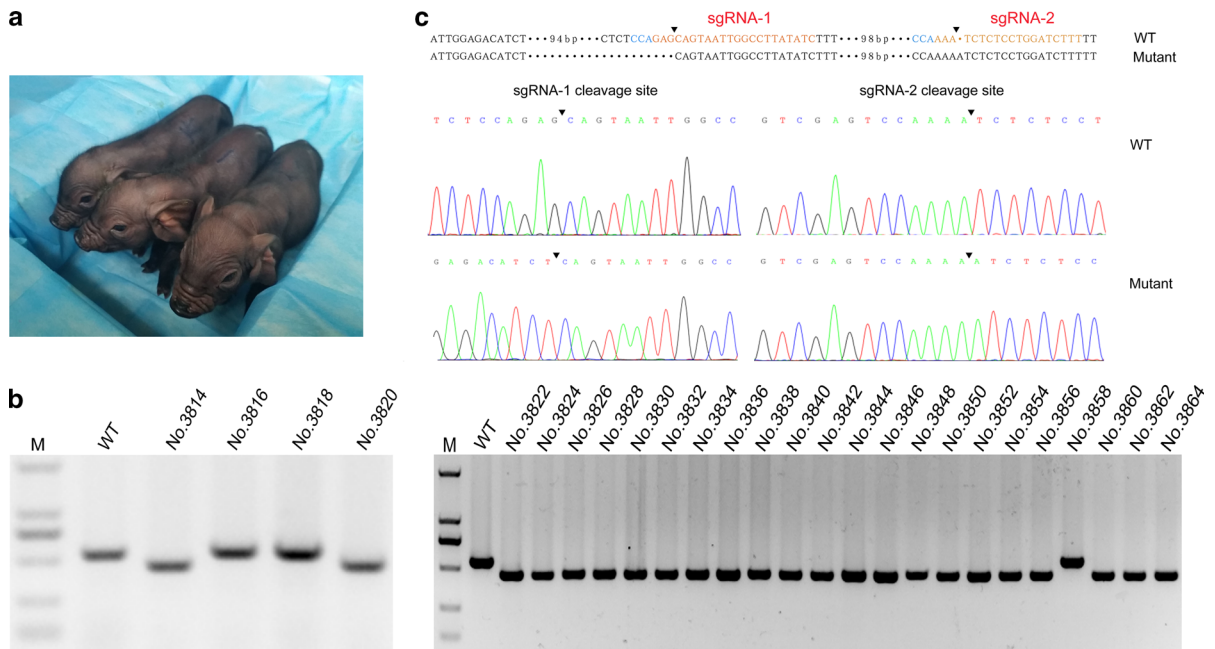 a
c
sgRNA-1 sgRNA-2
ATTGGAGACATCT•••94bp•••CTCTCCAGAGCAGTAATTGGCCTTATATCTTT•••98bp•••CCAAAA•TCTCTCCTGGATCTTTTT WT
ATTGGAGACATCT••••••••••••••••••CAGTAATTGGCCTTATATCTTT•••98bp•••CCAAAAATCTCTCCTGGATCTTTTT Mutant
sgRNA-1 cleavage site sgRNA-2 cleavage site
T C T C C A G A G C A G T A A T T G G C C G T C G A G T C C A A A A T C T C T C C T
WT
G A G A C A T C T C A G T A A T T G G C C G T C G A G T C C A A A A A T C T C T C C
Mutant
b
M WT No.3814 No.3816 No.3818 No.3820
M WT No.3822 No.3824 No.3826 No.3828 No.3830 No.3832 No.3834 No.3836 No.3838 No.3840 No.3842 No.3844 No.3846 No.3848 No.3850 No.3852 No.3854 No.3856 No.3858 No.3860 No.3862 No.3864